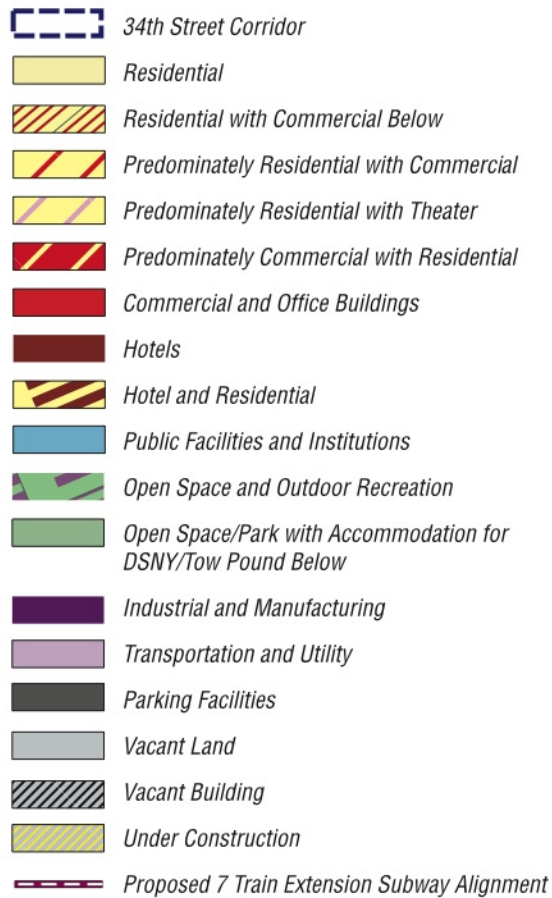 34th Street Corridor
Residential
Residential with Commercial Below
Predominately Residential with Commercial
Predominately Residential with Theater
Predominately Commercial with Residential
Commercial and Office Buildings
Hotels
Hotel and Residential
Public Facilities and Institutions
Open Space and Outdoor Recreation
Open Space/Park with Accommodation for
DSNY/Tow Pound Below
Industrial and Manufacturing
Transportation and Utility
Parking Facilities
Vacant Land
Vacant Building
Under Construction
Proposed 7 Train Extension Subway Alignment